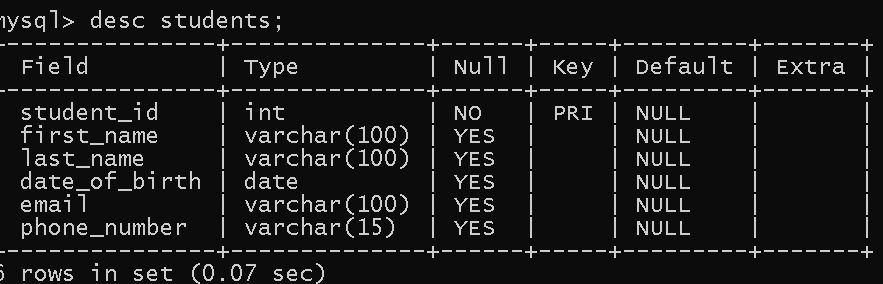 mysql> desc students;
+---------------+--------------+------+-----+---------+-------+
| Field | Type | Null | Key | Default | Extra |
+---------------+--------------+------+-----+---------+-------+
| student_id | int | NO | PRI | NULL | |
| first_name | varchar(100) | YES | | NULL | |
| last_name | varchar(100) | YES | | NULL | |
| date_of_birth | date | YES | | NULL | |
| email | varchar(100) | YES | | NULL | |
| phone_number | varchar(15) | YES | | NULL | |
+---------------+--------------+------+-----+---------+-------+
6 rows in set (0.07 sec)